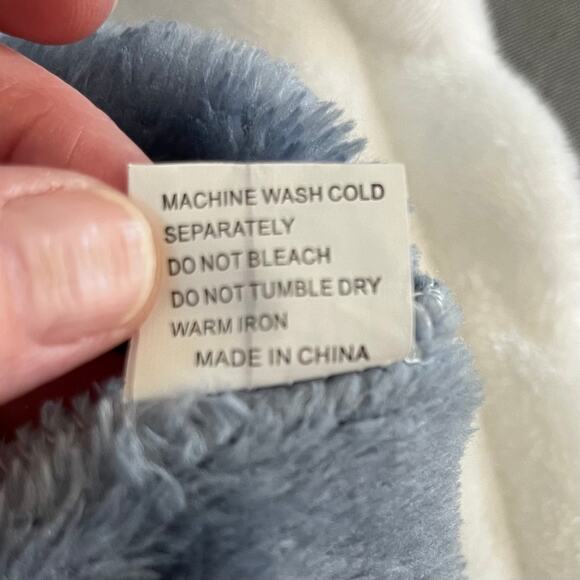 MACHINE WASH COLD
SEPARATELY
DO NOT BLEACH
DO NOT TUMBLE DRY
WARM IRON
MADE IN CHINA